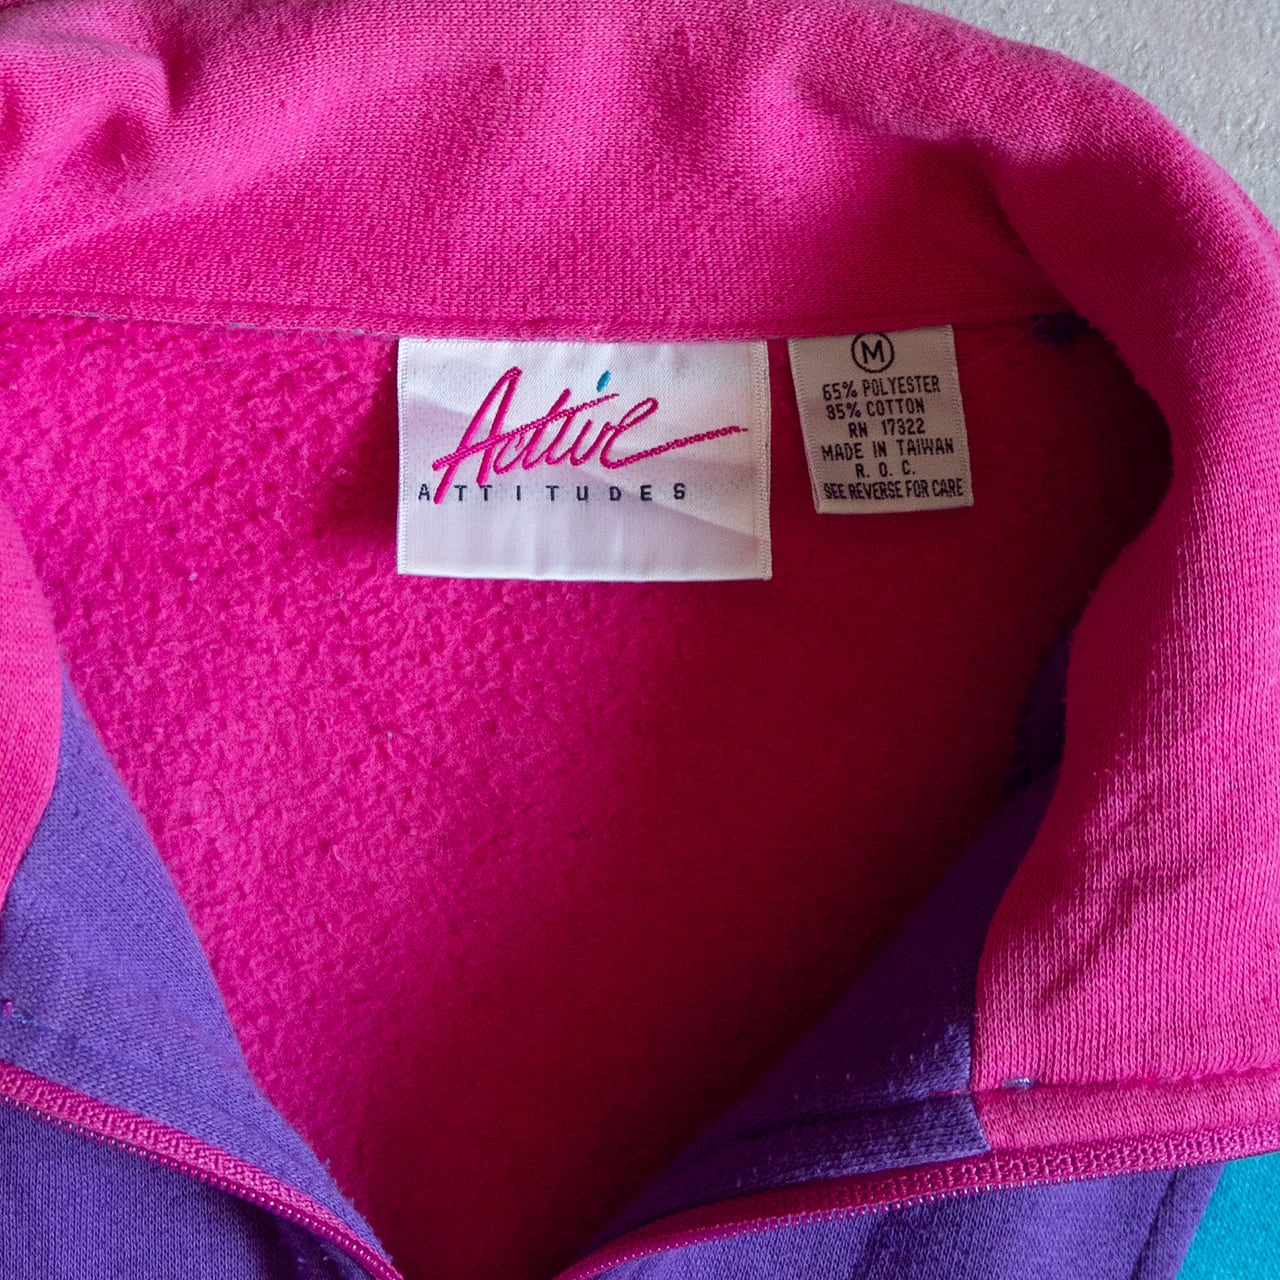 Active
ATTITUDES
M
65% POLYESTER
35% COTTON
RN 17322
MADE IN TAIWAN
R. O. C.
SEE REVERSE FOR CARE